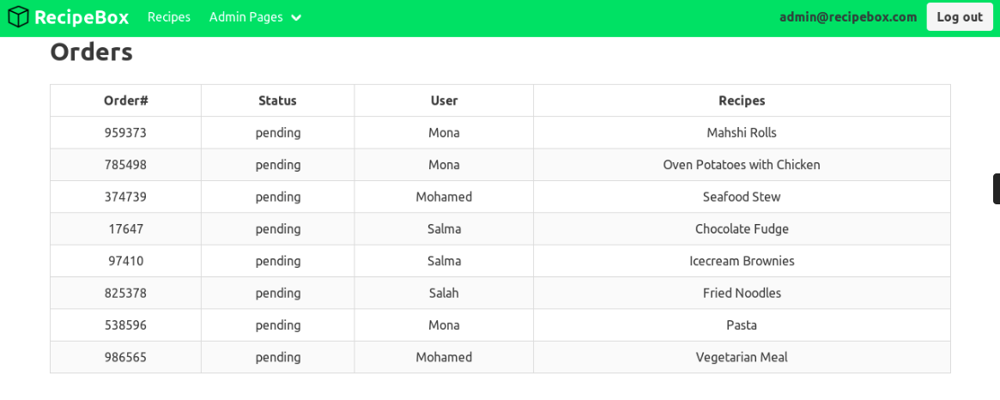 RecipeBox Recipes Admin Pages admin@recipebox.com Log out
Orders
Order# Status User Recipes
959373 pending Mona Mahshi Rolls
785498 pending Mona Oven Potatoes with Chicken
374739 pending Mohamed Seafood Stew
17647 pending Salma Chocolate Fudge
97410 pending Salma Icecream Brownies
825378 pending Salah Fried Noodles
538596 pending Mona Pasta
986565 pending Mohamed Vegetarian Meal